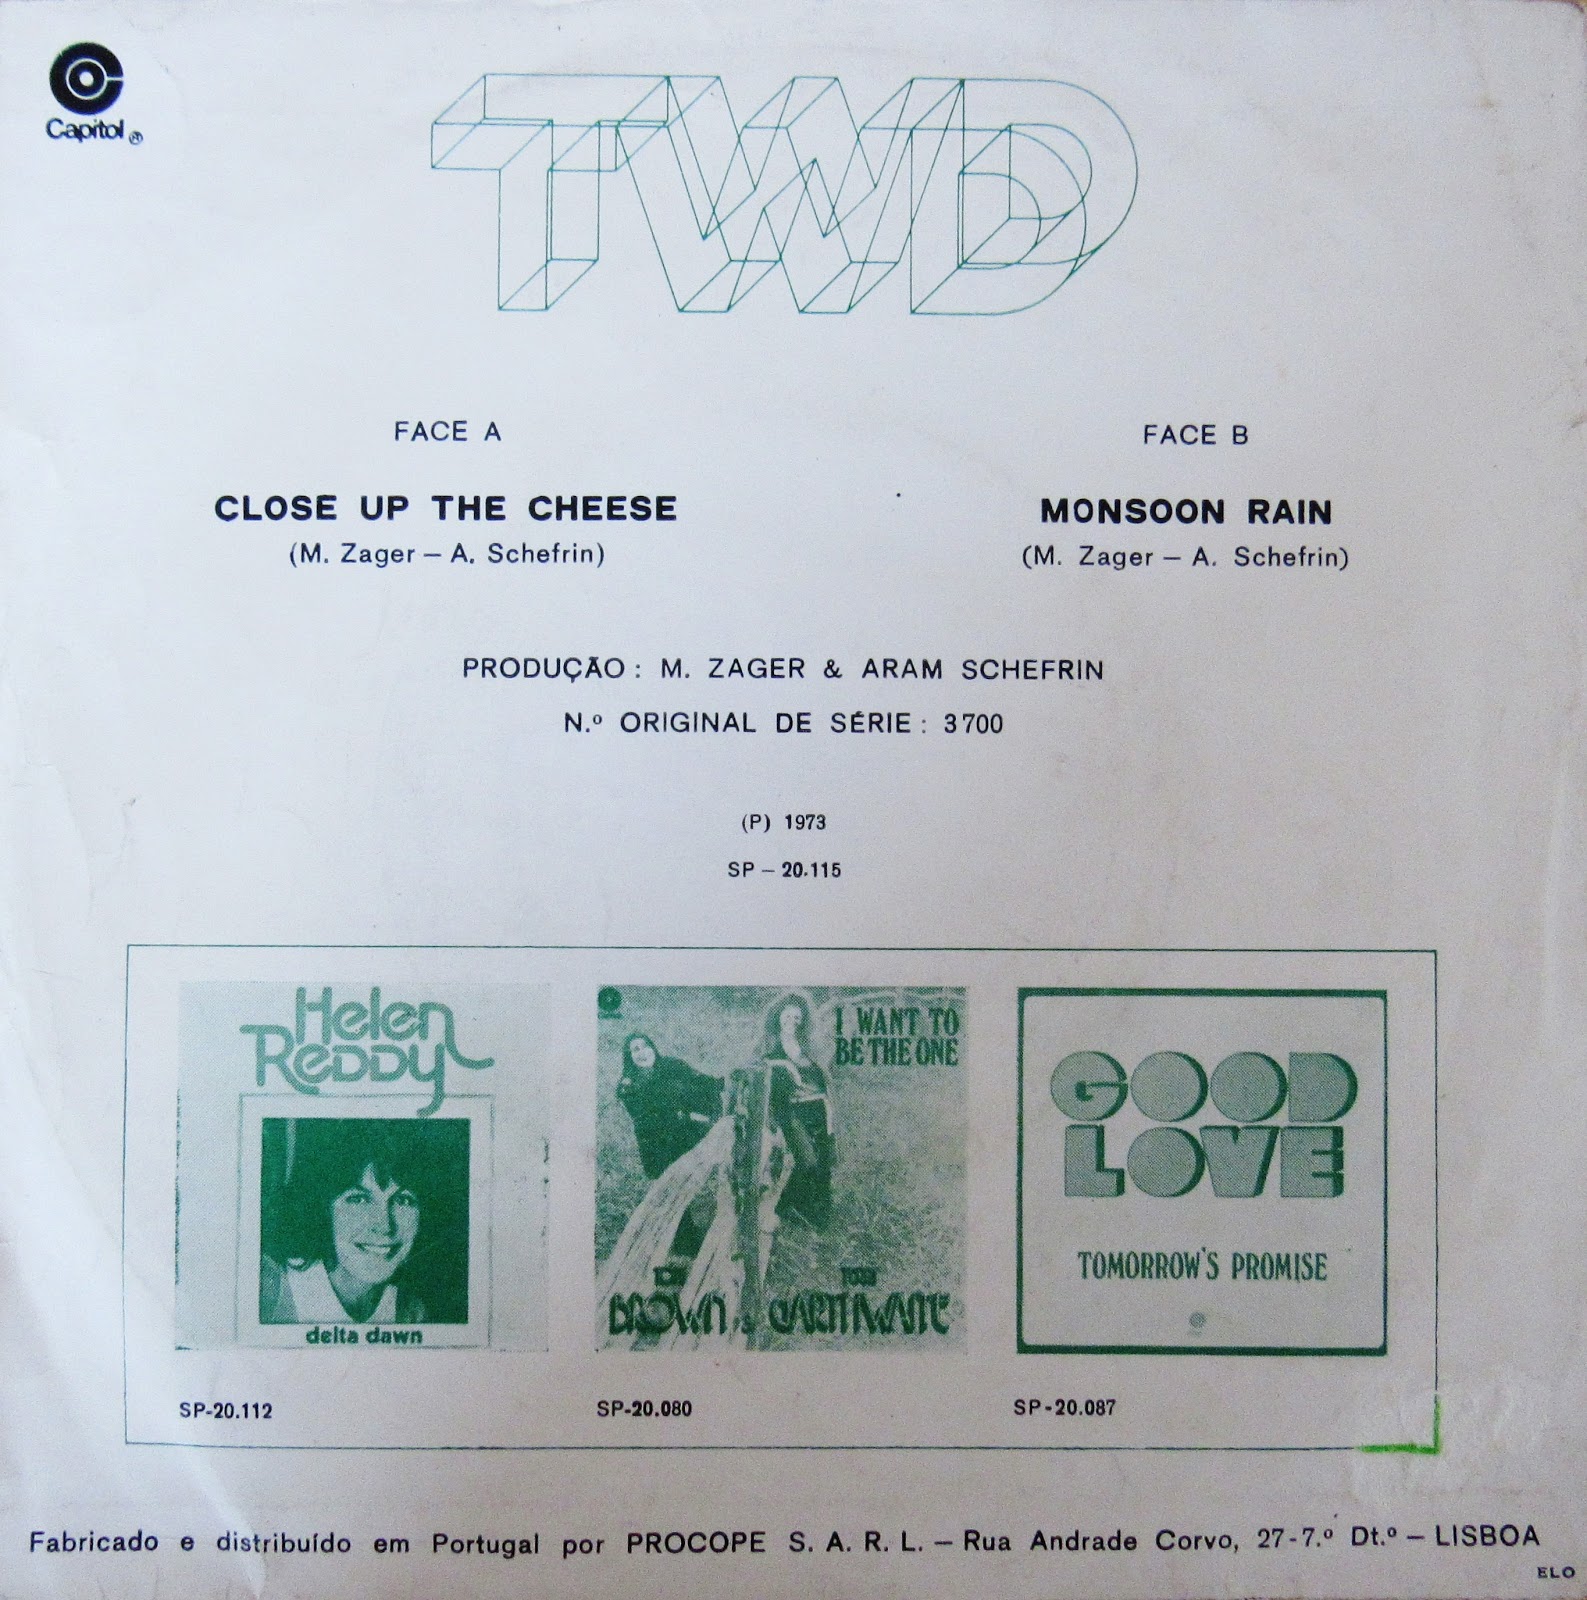 Capitol ®
TWD
FACE A
CLOSE UP THE CHEESE
(M. Zager – A. Schefrin)
FACE B
MONSOON RAIN
(M. Zager – A. Schefrin)
PRODUÇÃO: M. ZAGER & ARAM SCHEFRIN
N.º ORIGINAL DE SÉRIE: 3700
(P) 1973
SP – 20.115
Helen
Reddy
delta dawn
SP-20.112
I WANT TO
BE THE ONE
BROWN
SP-20.080
GOOD
LOVE
TOMORROW'S PROMISE
SP-20.087
Fabricado e distribuído em Portugal por PROCOPE S. A. R. L. – Rua Andrade Corvo, 27-7.º Dt.º – LISBOA
ELO